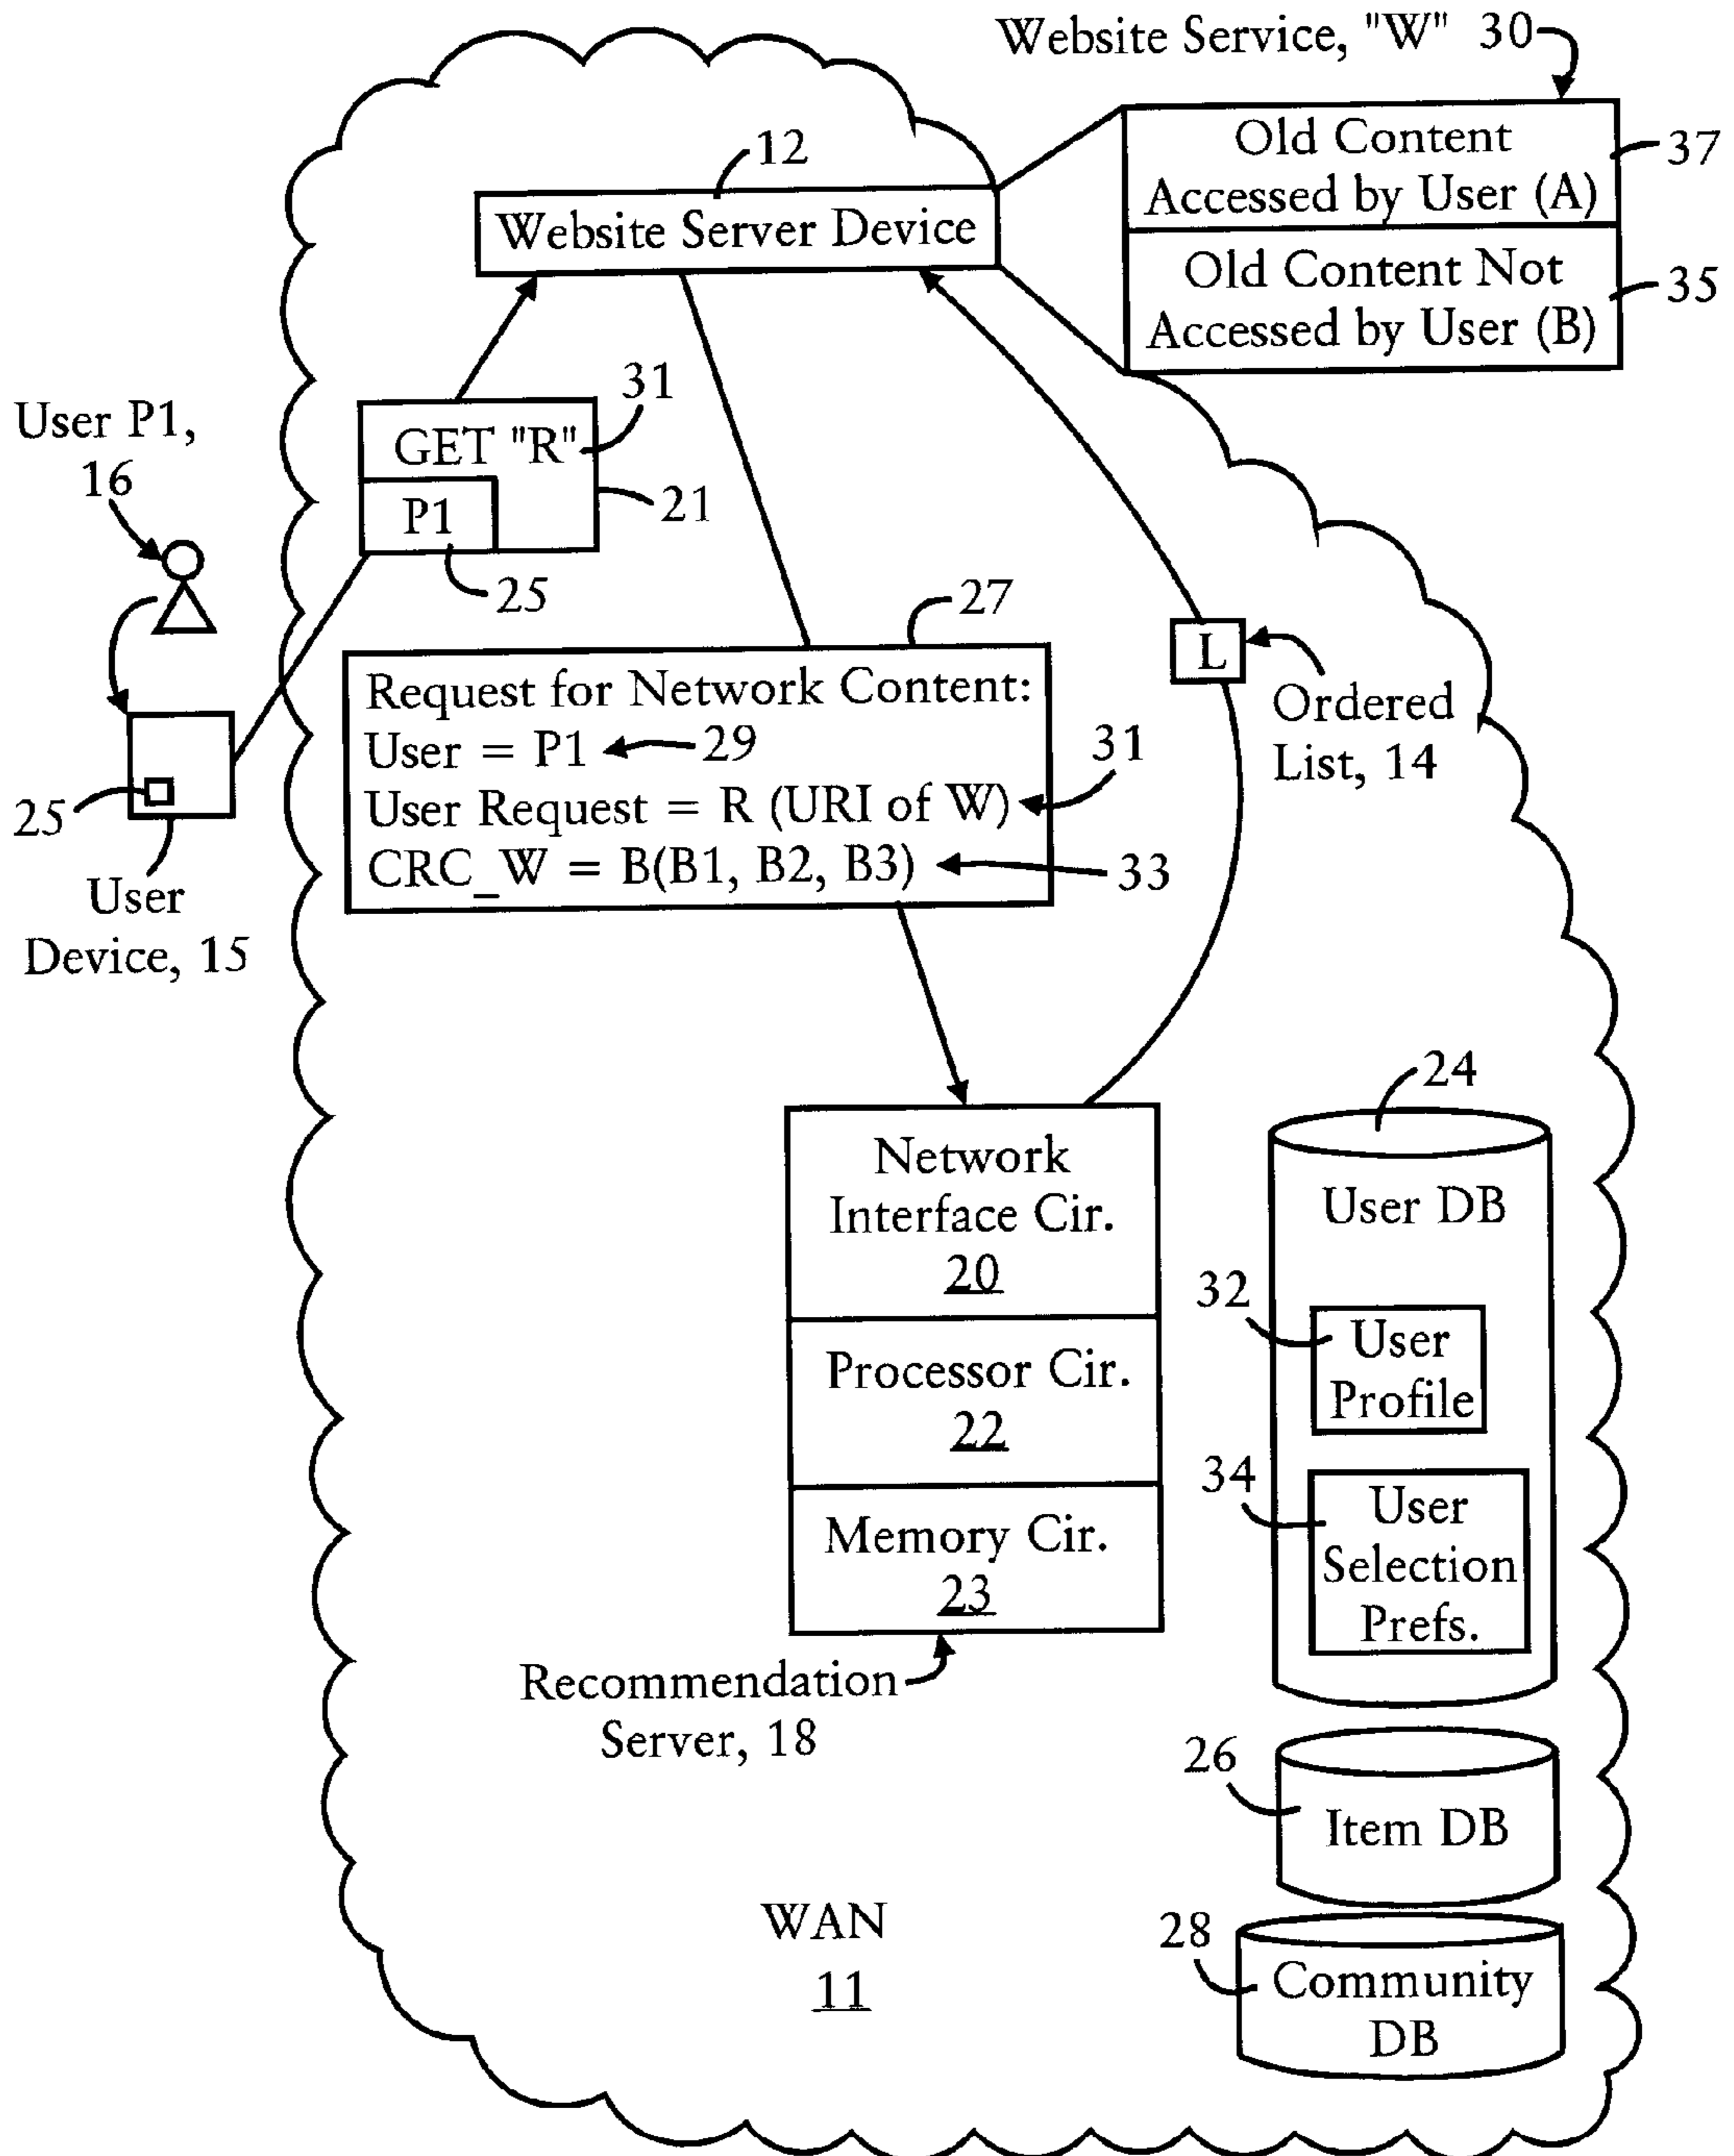 Website Service, "W" 30
Old Content
Accessed by User (A)
37
Old Content Not
Accessed by User (B)
35
12
Website Server Device
31
GET "R"
P1
21
25
User P1,
16
25
User
Device, 15
27
Request for Network Content:
User = P1
29
User Request = R (URI of W)
31
CRC_W = B(B1, B2, B3)
33
L
Ordered
List, 14
Network
Interface Cir.
20
Processor Cir.
22
Memory Cir.
23
Recommendation
Server, 18
24
User DB
32
User
Profile
34
User
Selection
Prefs.
26
Item DB
28
Community
DB
WAN
11